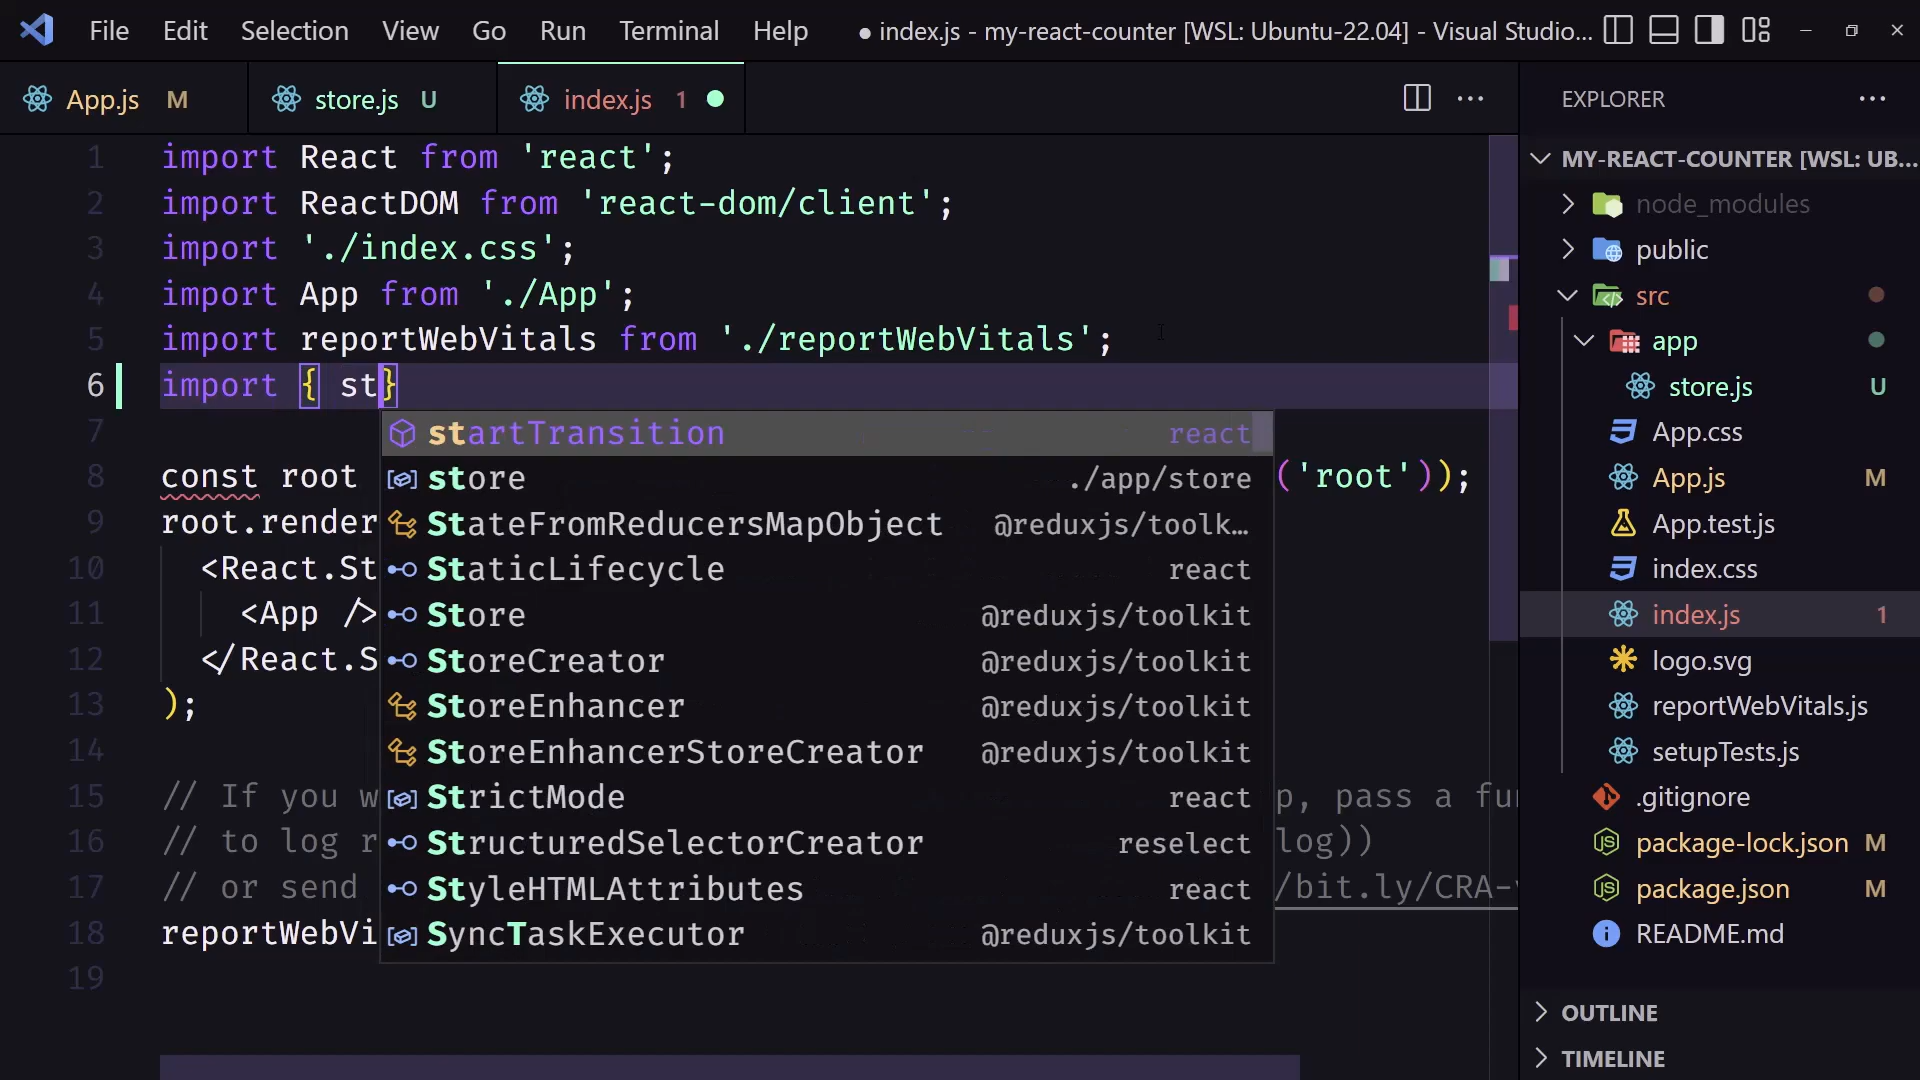 File Edit Selection View Go Run Terminal Help ● index.js - my-react-counter [WSL: Ubuntu-22.04] - Visual Studio...
App.js M store.js U index.js 1
1 import React from 'react';
2 import ReactDOM from 'react-dom/client';
3 import './index.css';
4 import App from './App';
5 import reportWebVitals from './reportWebVitals';
6 import { st}
7
8 const root ('root'));
9 root.render
10 <React.St
11 <App />
12 </React.S
13 );
14
15 // If you w p, pass a fun
16 // to log r log))
17 // or send /bit.ly/CRA-v
18 reportWebVi
19
startTransition react
store ./app/store
StateFromReducersMapObject @reduxjs/toolk...
StaticLifecycle react
Store @reduxjs/toolkit
StoreCreator @reduxjs/toolkit
StoreEnhancer @reduxjs/toolkit
StoreEnhancerStoreCreator @reduxjs/toolkit
StrictMode react
StructuredSelectorCreator reselect
StyleHTMLAttributes react
SyncTaskExecutor @reduxjs/toolkit
EXPLORER
MY-REACT-COUNTER [WSL: UB...
node_modules
public
src
app
store.js U
App.css
App.js M
App.test.js
index.css
index.js 1
logo.svg
reportWebVitals.js
setupTests.js
.gitignore
package-lock.json M
package.json M
README.md
OUTLINE
TIMELINE